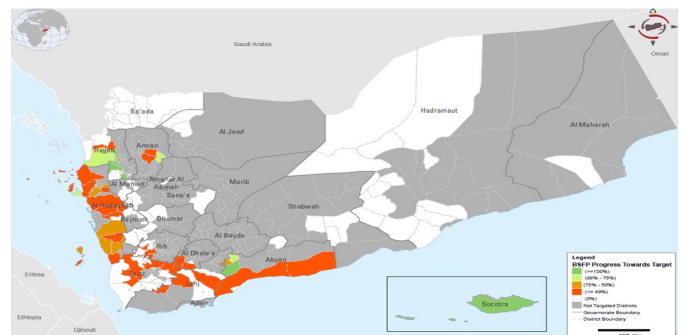 Saudi Arabia
Oman
Sa'ada
Hadramaut
Al Maharah
Al Jawf
Amran
Hajjah
Marib
Al Mahwit
Amanat Al
Asimah
Sana'a
Shabwah
Al Hudaydah
Raymah
Dhamar
Al Bayda
Ibb
Al Dhale'e
Abyan
Taizz
Lahj
Aden
Eritrea
Ethiopia
Djibouti
Socotra
Legend
BSFP Progress Towards Target
(>=100%)
(99% - 76%)
(75% - 50%)
(<= 49%)
(0%)
Not Targeted Districts
Governorate Boundary
District Boundary